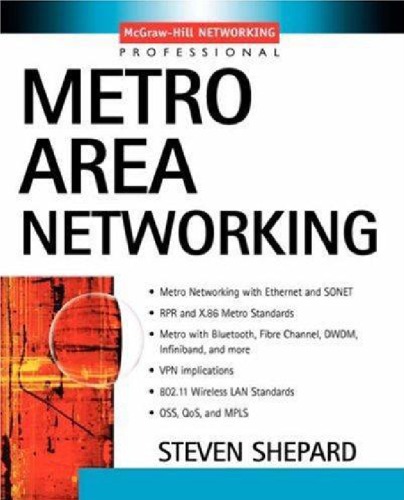 McGraw-Hill NETWORKING
PROFESSIONAL
METRO
AREA
NETWORKING
• Metro Networking with Ethernet and SONET
• RPR and X.86 Metro Standards
• Metro with Bluetooth, Fibre Channel, DWDM,
Infiniband, and more
• VPN implications
• 802.11 Wireless LAN Standards
• OSS, QoS, and MPLS
STEVEN SHEPARD